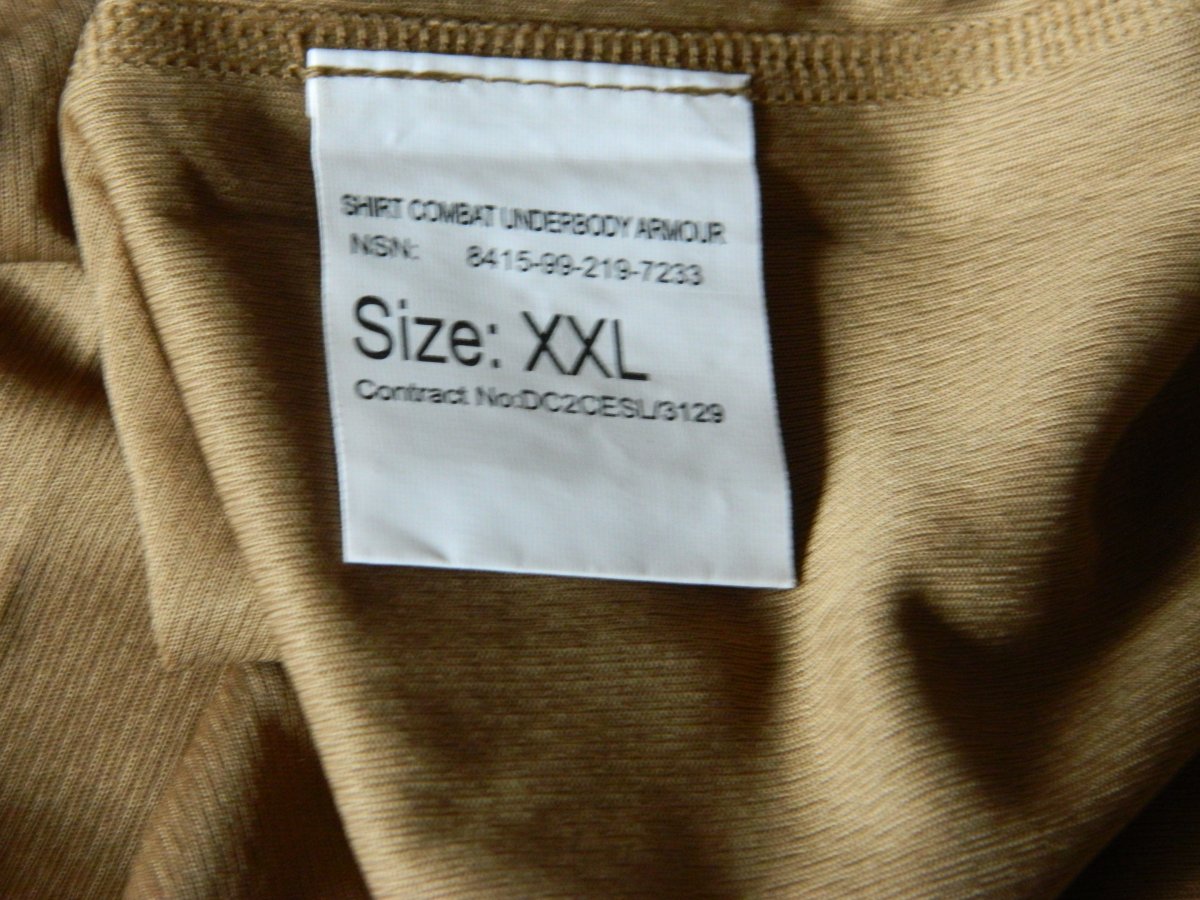 SHIRT COMBAT UNDERBODY ARMOUR
NSN: 8415-99-219-7233
Size: XXL
Contract No:DC2CESL/3129